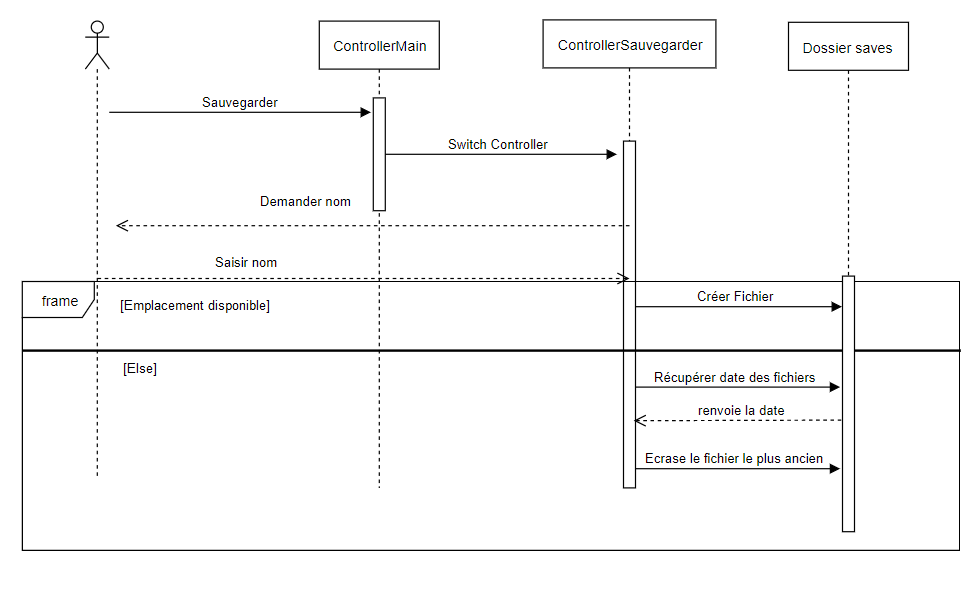 ControllerMain
ControllerSauvegarder
Dossier saves
Sauvegarder
Switch Controller
Demander nom
Saisir nom
frame
[Emplacement disponible]
Créer Fichier
[Else]
Récupérer date des fichiers
renvoie la date
Ecrase le fichier le plus ancien